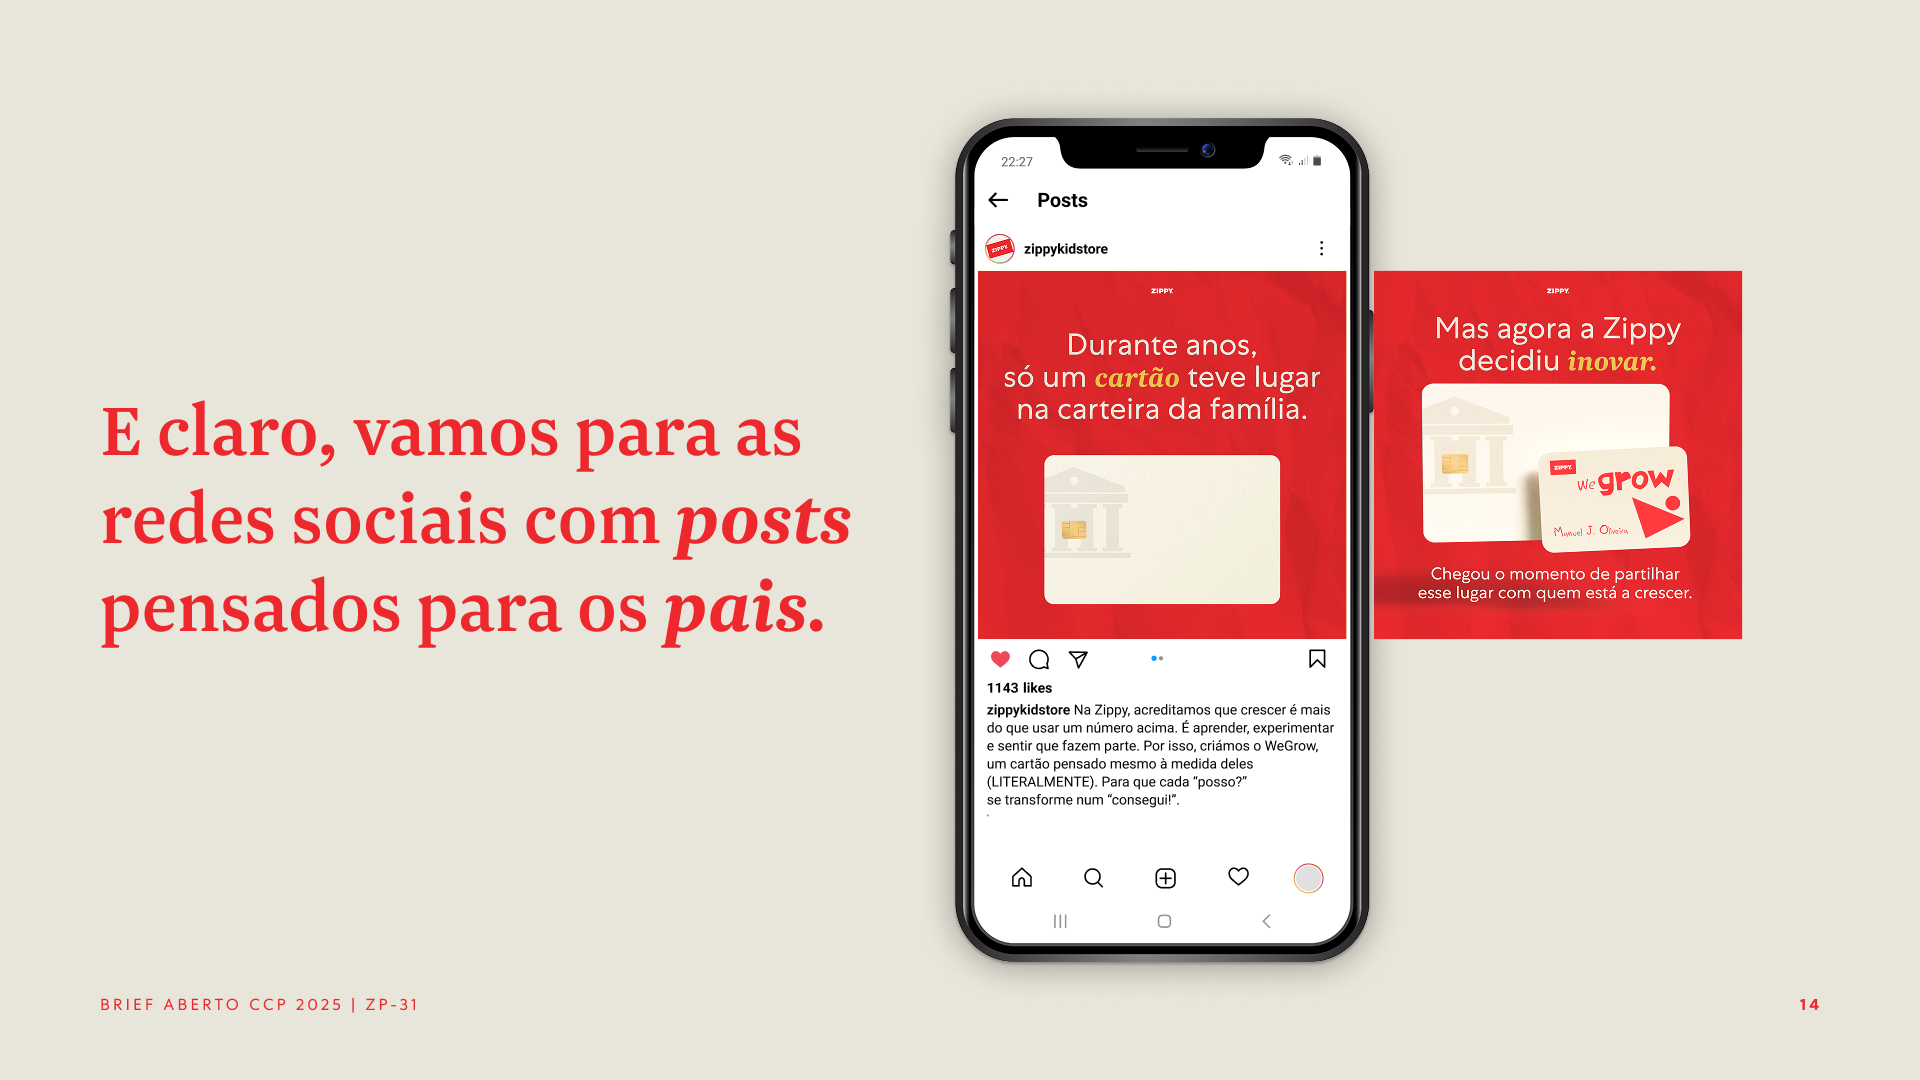 E claro, vamos para as
redes sociais com posts
pensados para os pais.
22:27
Posts
ZIPPY
zippykidstore
ZIPPY.
Durante anos,
só um cartão teve lugar
na carteira da família.
1143 likes
zippykidstore Na Zippy, acreditamos que crescer é mais
do que usar um número acima. É aprender, experimentar
e sentir que fazem parte. Por isso, criámos o WeGrow,
um cartão pensado mesmo à medida deles
(LITERALMENTE). Para que cada “posso?”
se transforme num “consegui!”.
.
ZIPPY.
Mas agora a Zippy
decidiu inovar.
ZIPPY.
We grow
Manuel J. Oliveira
Chegou o momento de partilhar
esse lugar com quem está a crescer.
BRIEF ABERTO CCP 2025 | ZP-31
14